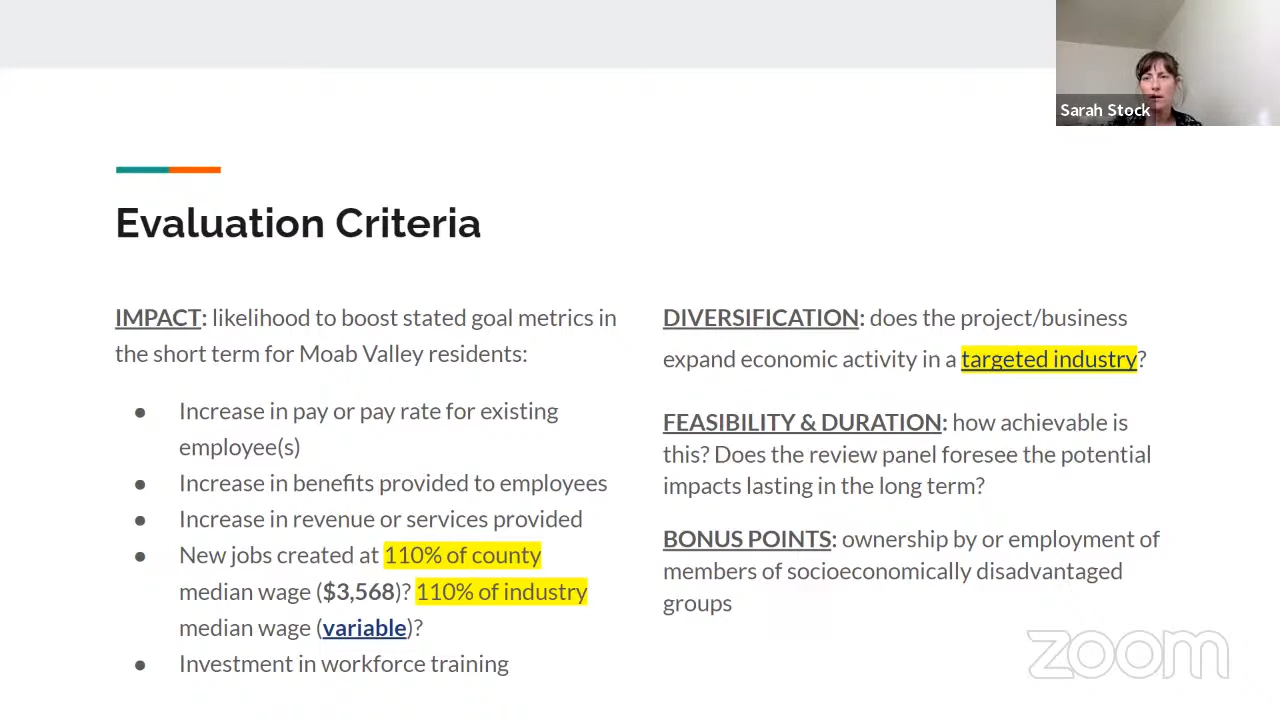 Sarah Stock
Evaluation Criteria
IMPACT: likelihood to boost stated goal metrics in
the short term for Moab Valley residents:
● Increase in pay or pay rate for existing
employee(s)
● Increase in benefits provided to employees
● Increase in revenue or services provided
● New jobs created at 110% of county
median wage ($3,568)? 110% of industry
median wage (variable)?
● Investment in workforce training
DIVERSIFICATION: does the project/business
expand economic activity in a targeted industry?
FEASIBILITY & DURATION: how achievable is
this? Does the review panel foresee the potential
impacts lasting in the long term?
BONUS POINTS: ownership by or employment of
members of socioeconomically disadvantaged
groups
zoom